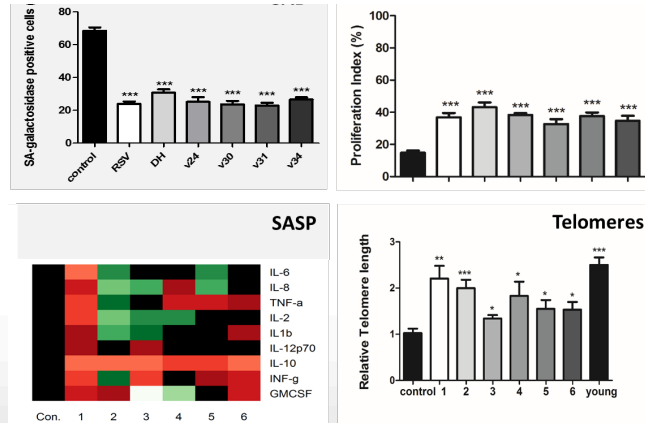 SA-galactosidase positive cells
80
60
40
20
0
***
***
***
***
***
***
control
RSV
DH
v24
v30
v31
v34
Proliferation Index (%)
100
80
60
40
20
0
***
***
***
***
***
***
SASP
IL-6
IL-8
TNF-a
IL-2
IL1b
IL-12p70
IL-10
INF-g
GMCSF
Con. 1 2 3 4 5 6
Telomeres
Relative Telomere length
3
2
1
0
**
***
*
*
*
*
***
control 1 2 3 4 5 6 young